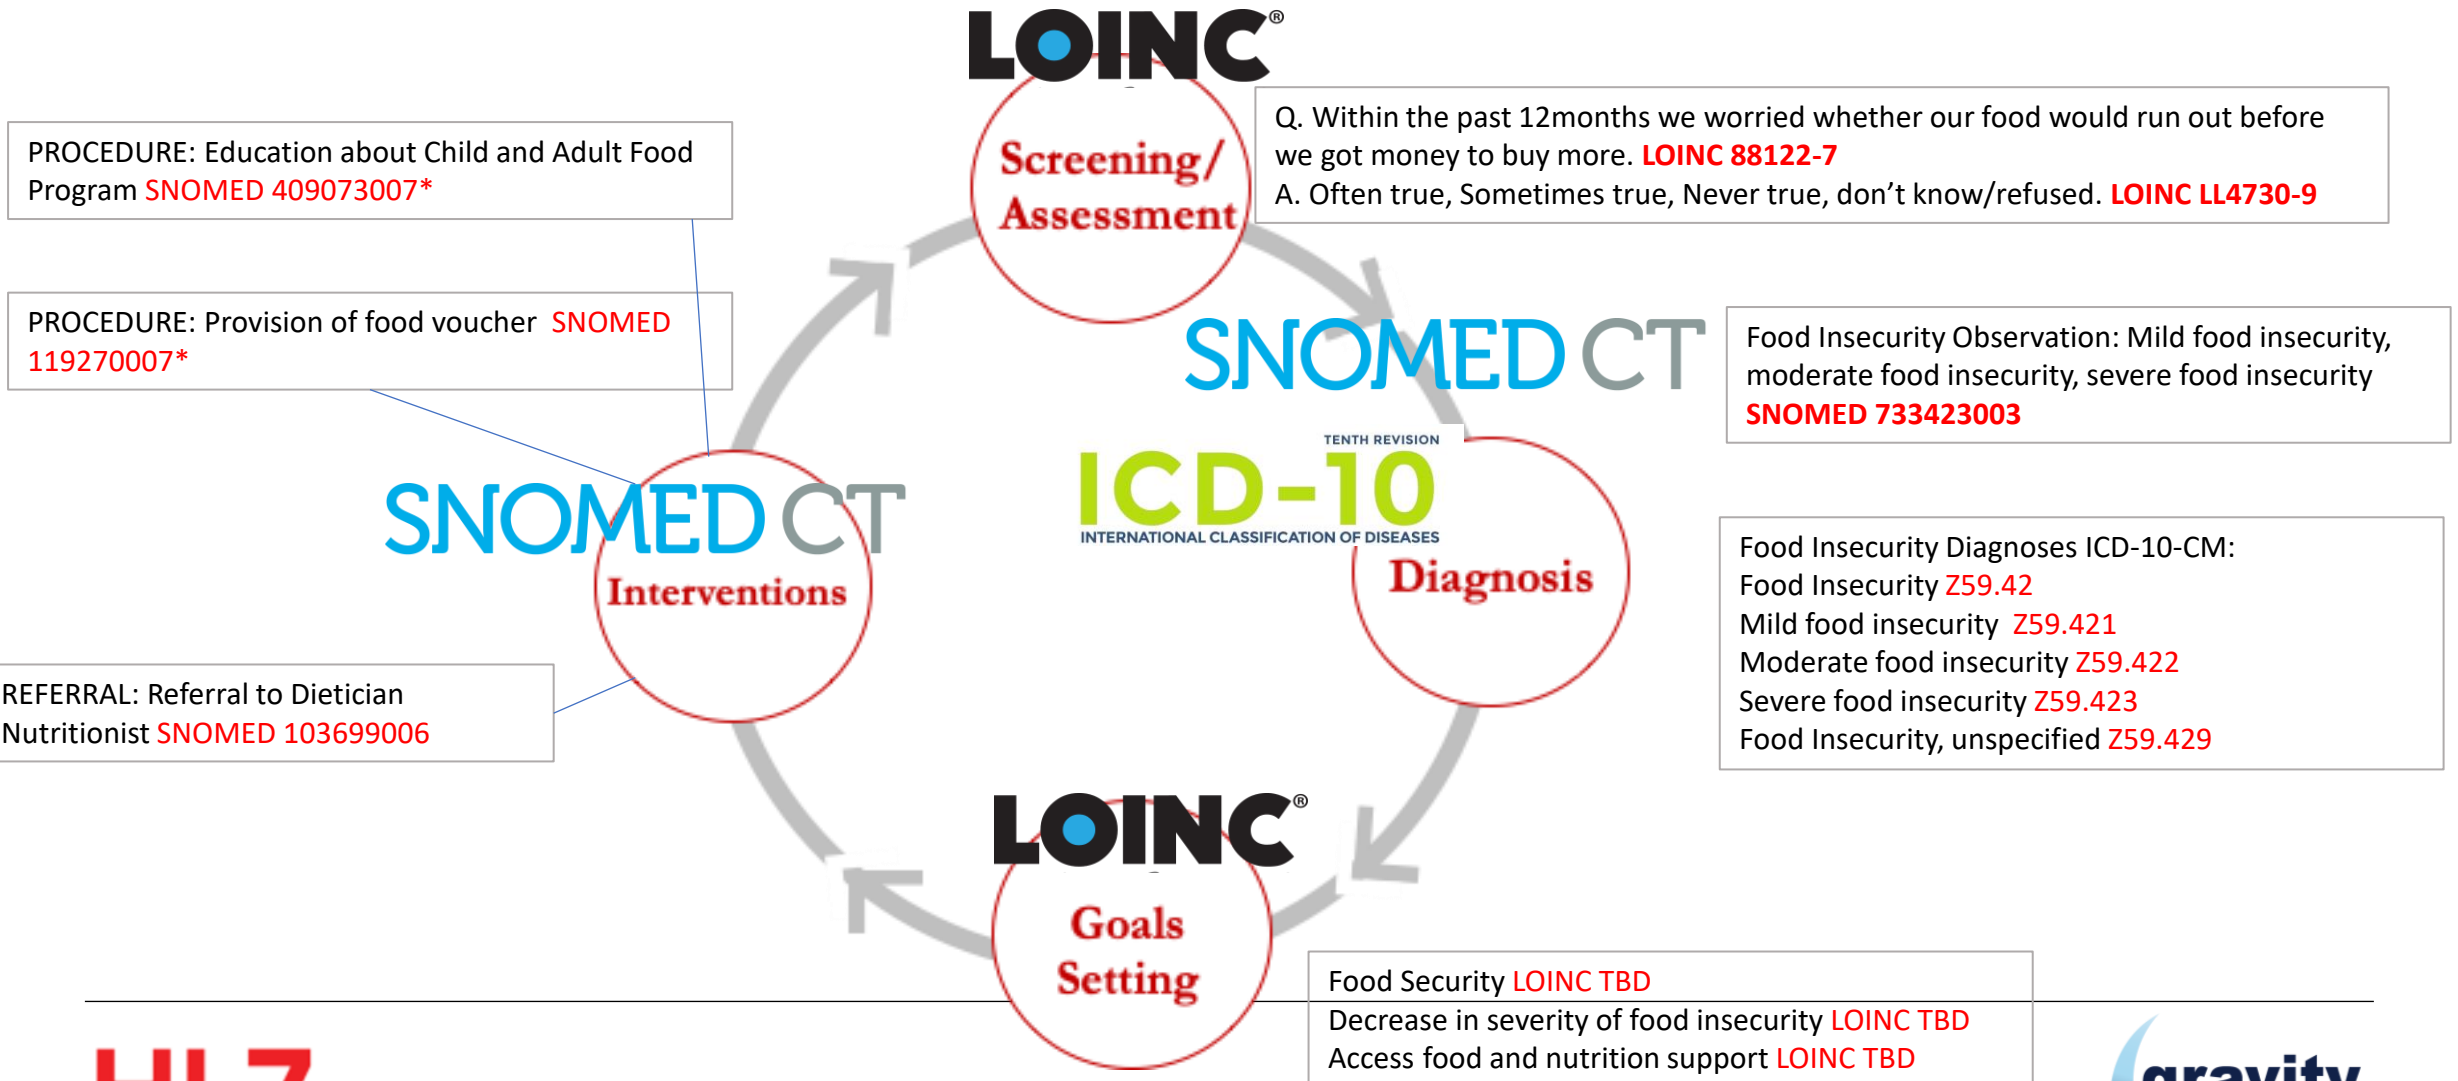 LOINC®
Screening/
Assessment
Q. Within the past 12months we worried whether our food would run out before
we got money to buy more. LOINC 88122-7
A. Often true, Sometimes true, Never true, don’t know/refused. LOINC LL4730-9
PROCEDURE: Education about Child and Adult Food
Program SNOMED 409073007*
PROCEDURE: Provision of food voucher SNOMED
119270007*
SNOMED CT
Food Insecurity Observation: Mild food insecurity,
moderate food insecurity, severe food insecurity
SNOMED 733423003
TENTH REVISION
ICD-10
INTERNATIONAL CLASSIFICATION OF DISEASES
Diagnosis
SNOMED CT
Interventions
Food Insecurity Diagnoses ICD-10-CM:
Food Insecurity Z59.42
Mild food insecurity Z59.421
Moderate food insecurity Z59.422
Severe food insecurity Z59.423
Food Insecurity, unspecified Z59.429
REFERRAL: Referral to Dietician
Nutritionist SNOMED 103699006
LOINC®
Goals
Setting
Food Security LOINC TBD
Decrease in severity of food insecurity LOINC TBD
Access food and nutrition support LOINC TBD
HL7
gravity